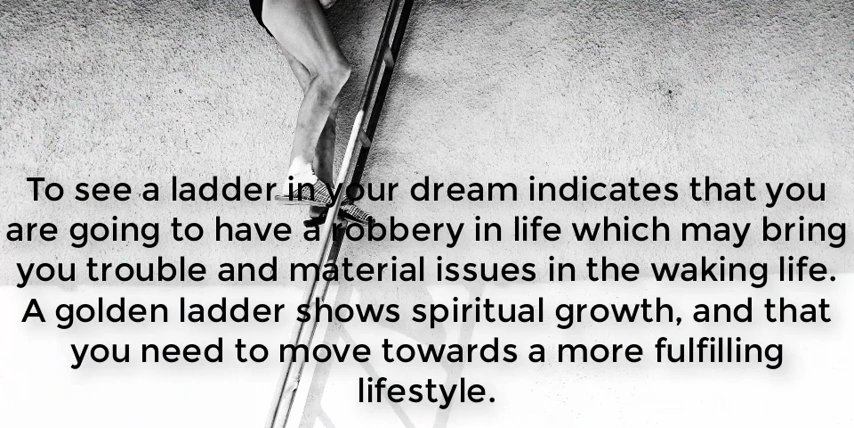 To see a ladder in your dream indicates that you
are going to have a robbery in life which may bring
you trouble and material issues in the waking life.
A golden ladder shows spiritual growth, and that
you need to move towards a more fulfilling
lifestyle.